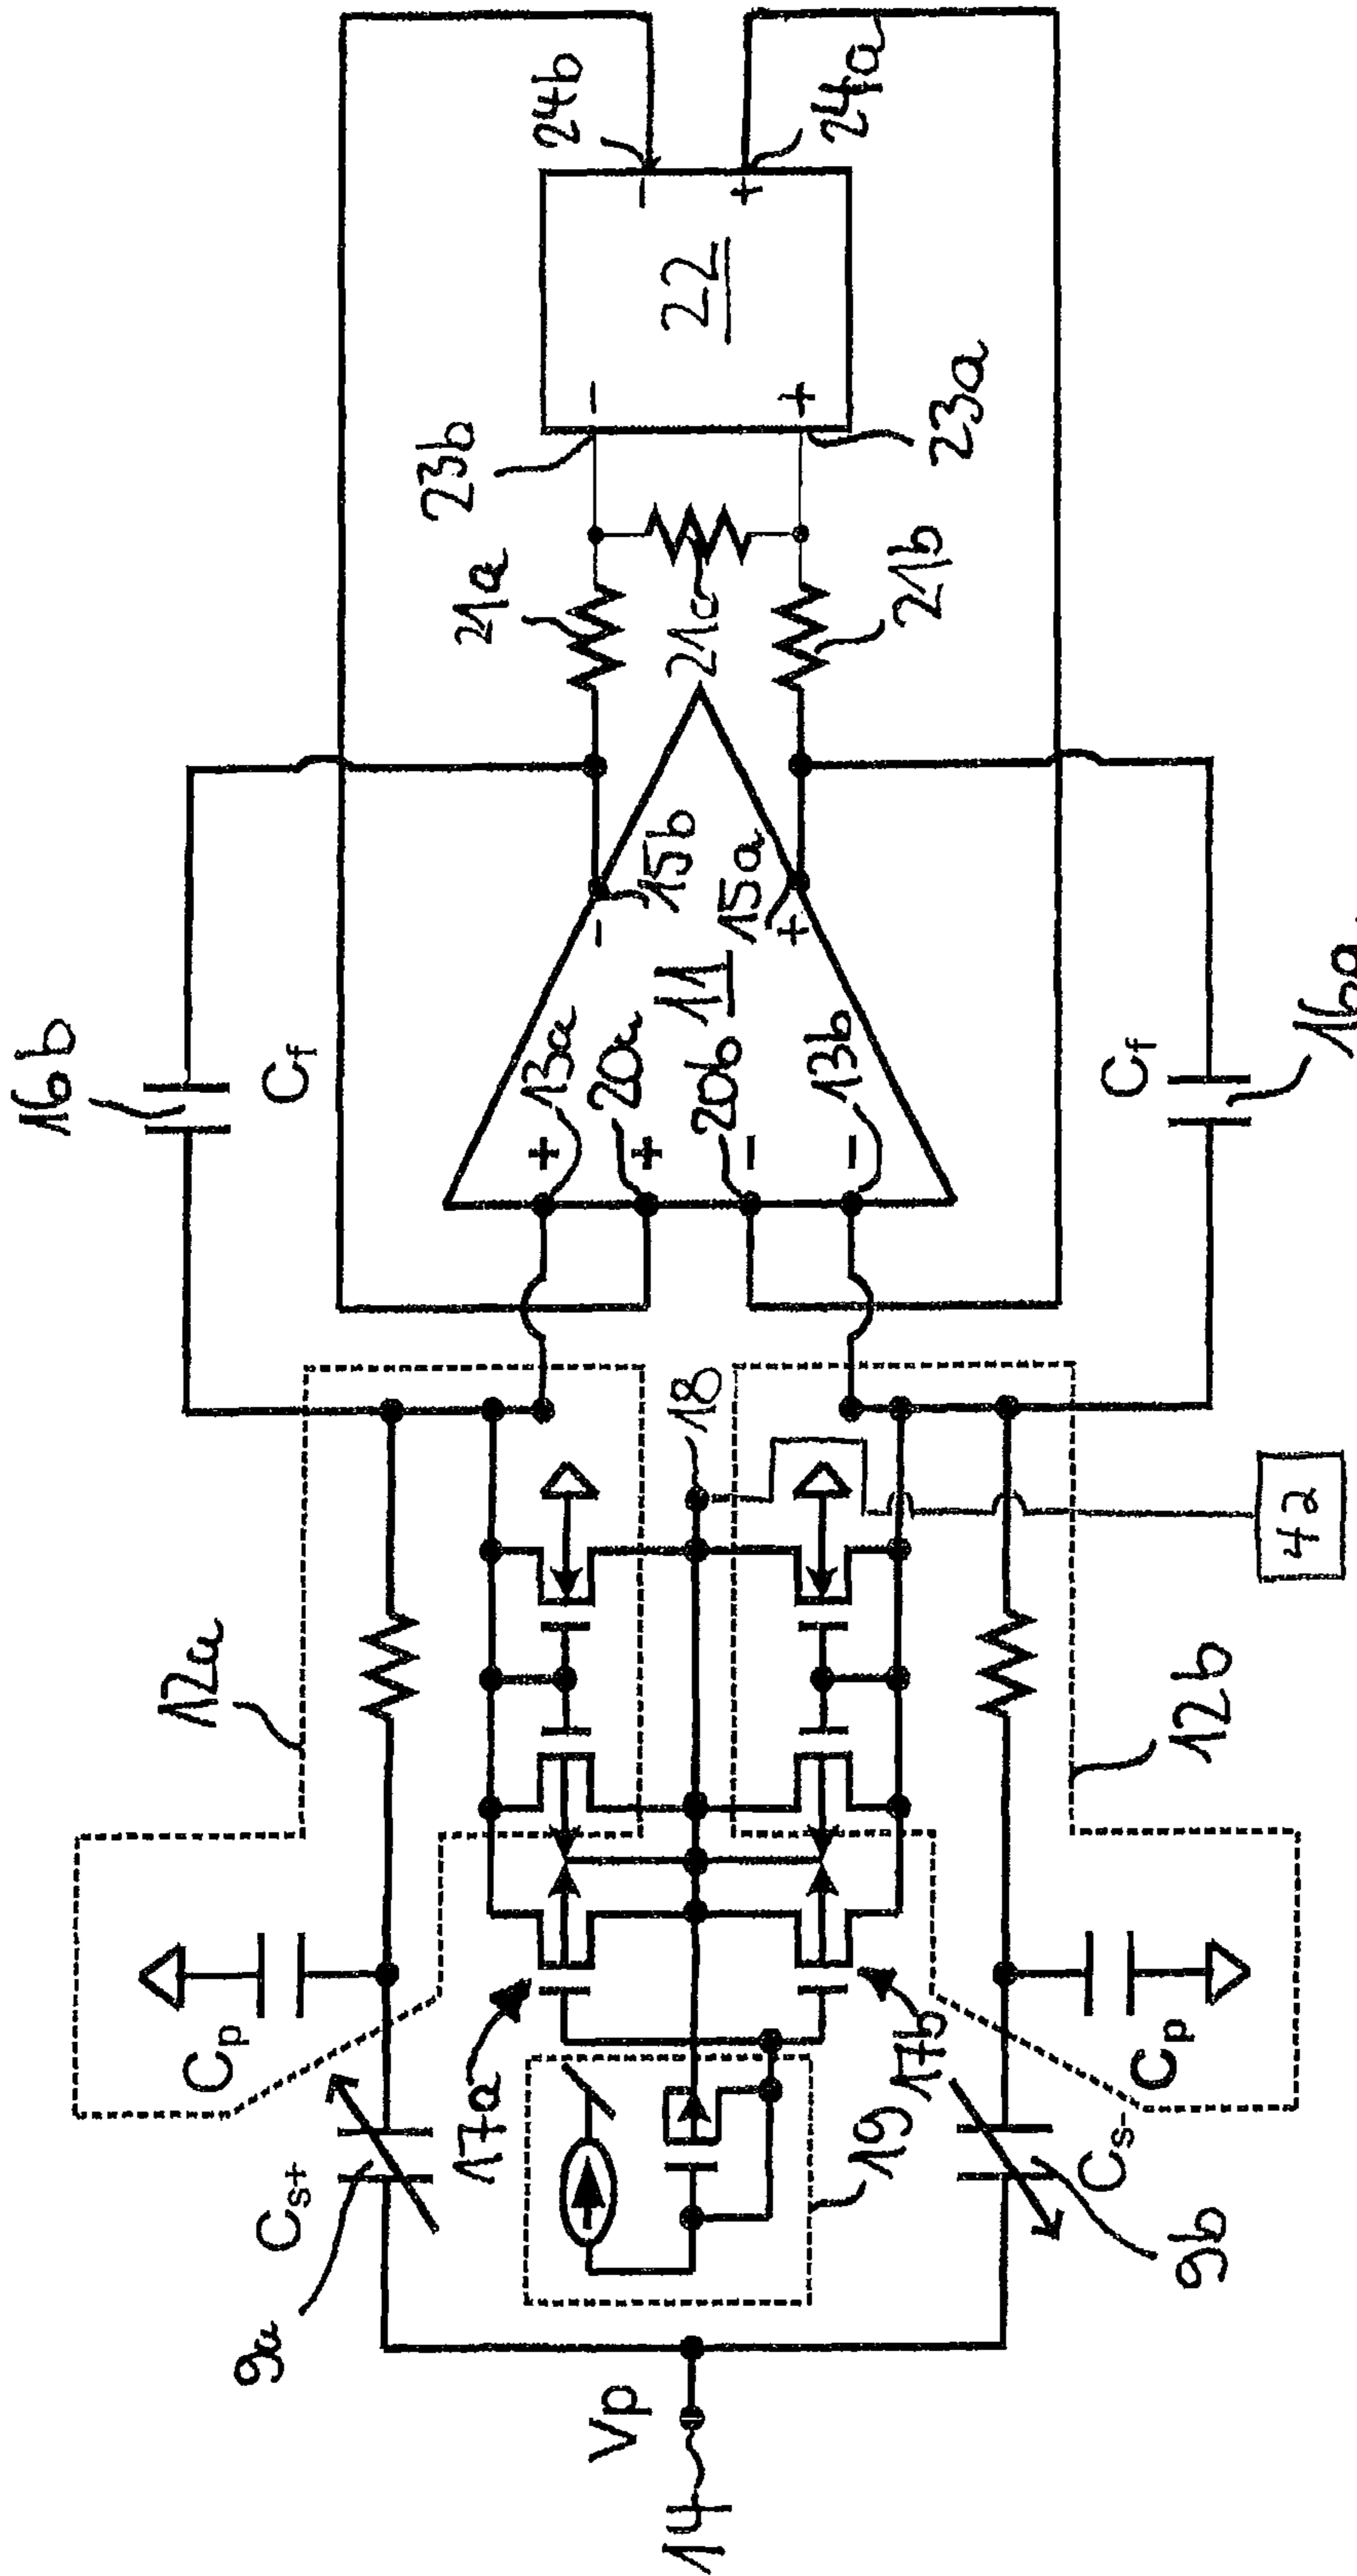 16b
Cf
12a
Cp
Cs+
9a
24b
23b
21a
-
-
22
+
+
24a
23a
21c
21b
15b
-
11
15a
+
13a
+
20a
+
20b
-
13b
-
18
17a
17b
19
Vp
14
42
Cf
16a
12b
Cp
Cs-
9b